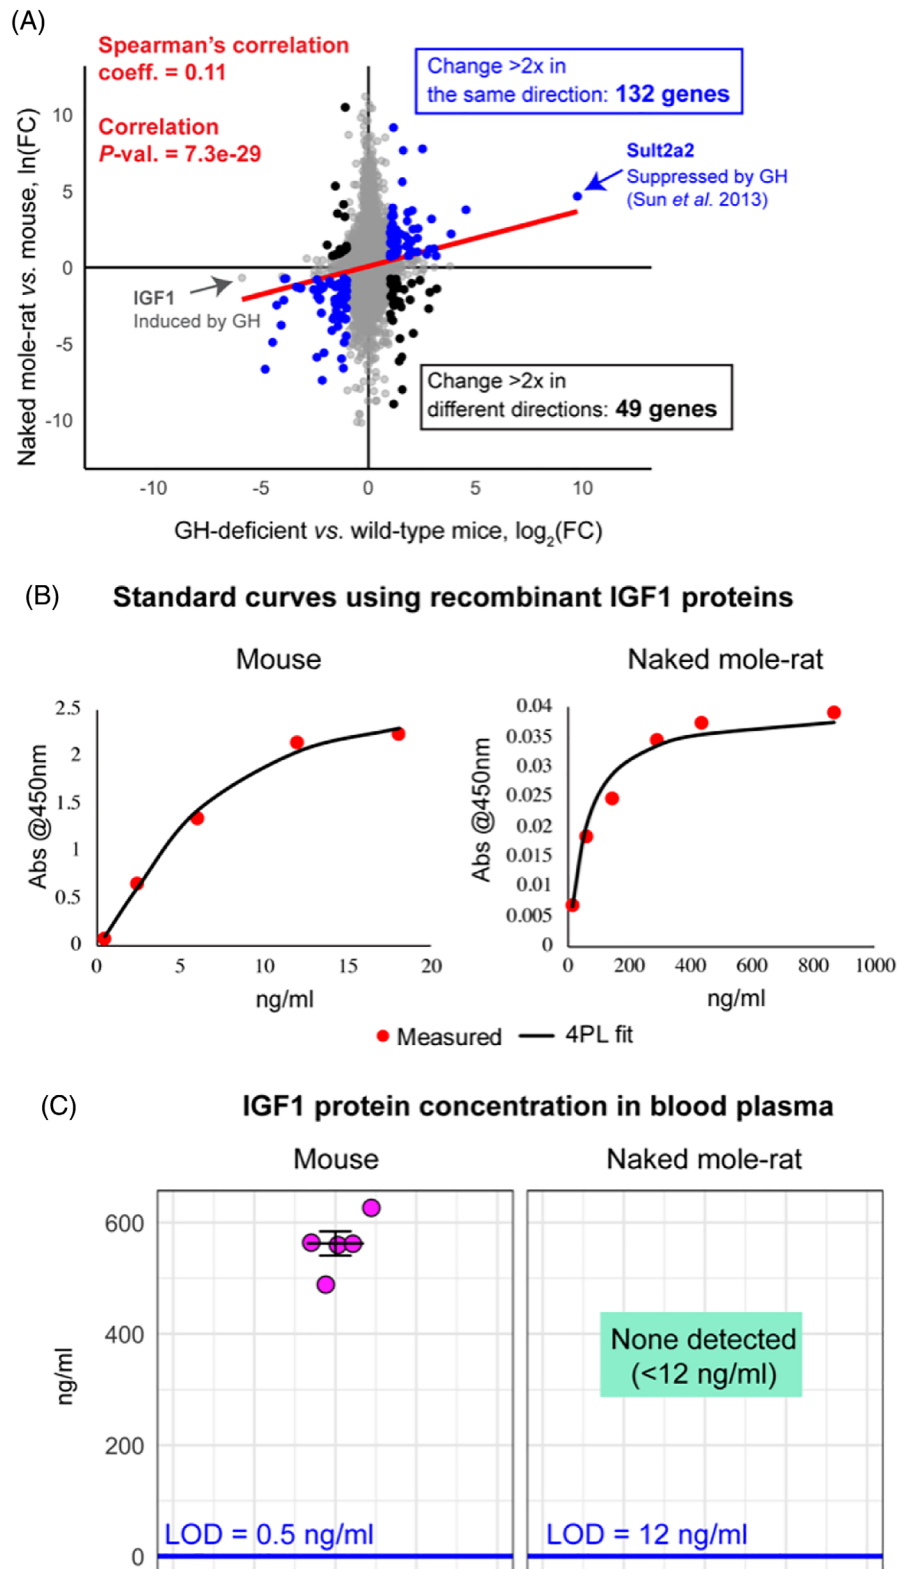 (A)
Spearman's correlation
coeff. = 0.11
Correlation
P-val. = 7.3e-29
Change >2x in
the same direction: 132 genes
Sult2a2
Suppressed by GH
(Sun et al. 2013)
IGF1
Induced by GH
Change >2x in
different directions: 49 genes
Naked mole-rat vs. mouse, ln(FC)
10
5
0
-5
-10
-10
-5
0
5
10
GH-deficient vs. wild-type mice, log2(FC)
(B)
Standard curves using recombinant IGF1 proteins
Mouse
Abs @450nm
2.5
2
1.5
1
0.5
0
0
5
10
15
20
ng/ml
Naked mole-rat
Abs @450nm
0.04
0.035
0.03
0.025
0.02
0.015
0.01
0.005
0
0
200
400
600
800
1000
ng/ml
Measured
4PL fit
(C)
IGF1 protein concentration in blood plasma
Mouse
Naked mole-rat
ng/ml
600
400
200
0
LOD = 0.5 ng/ml
None detected
(<12 ng/ml)
LOD = 12 ng/ml